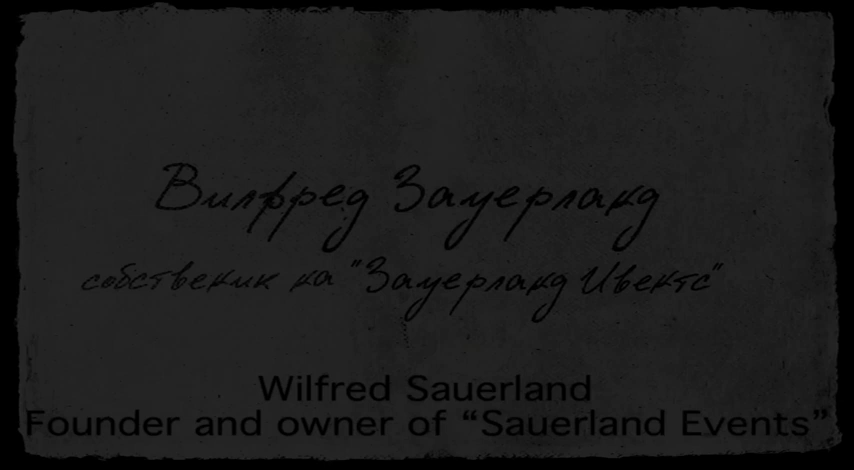 Вилфред Зауерланд
собственик на "Зауерланд Ивентс"
Wilfred Sauerland
Founder and owner of “Sauerland Events”